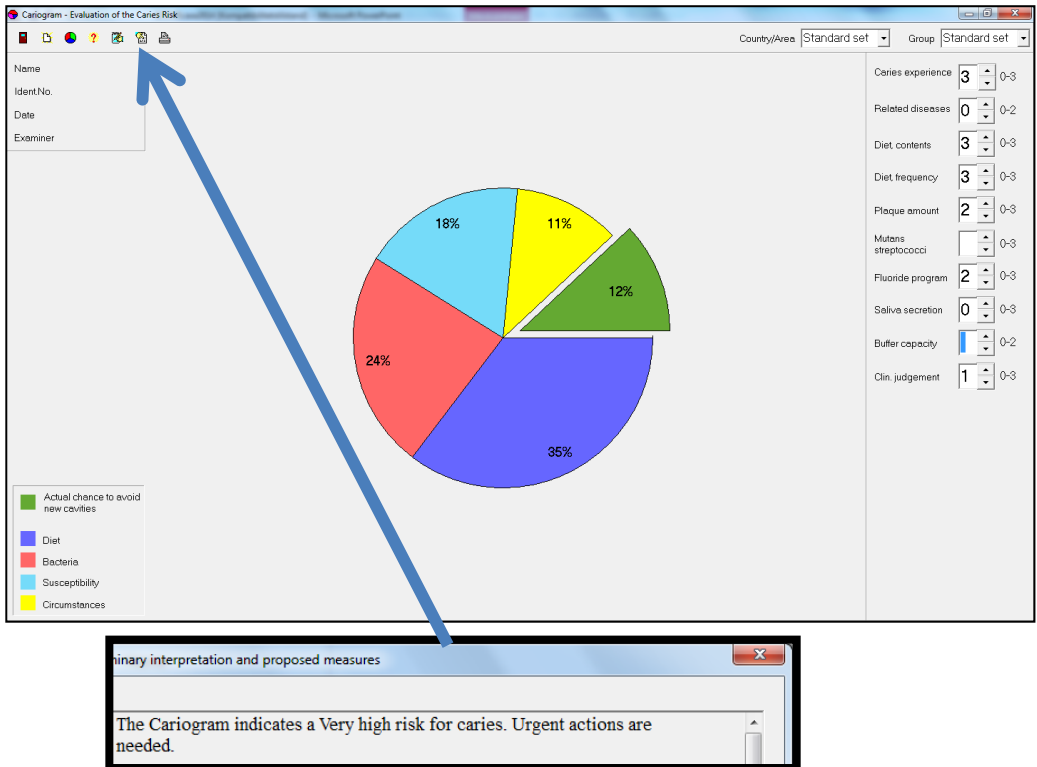 Cariogram - Evaluation of the Caries Risk
?
Country/Area Standard set Group Standard set
Name
Ident.No.
Date
Examiner
Caries experience 3 0-3
Related diseases 0 0-2
Diet, contents 3 0-3
Diet, frequency 3 0-3
Plaque amount 2 0-3
Mutans
streptococci 0-3
Fluoride program 2 0-3
Saliva secretion 0 0-3
Buffer capacity 0-2
Clin. judgement 1 0-3
18%
11%
12%
24%
35%
Actual chance to avoid
new cavities
Diet
Bacteria
Susceptibility
Circumstances
interpretation and proposed measures
The Cariogram indicates a Very high risk for caries. Urgent actions are
needed.